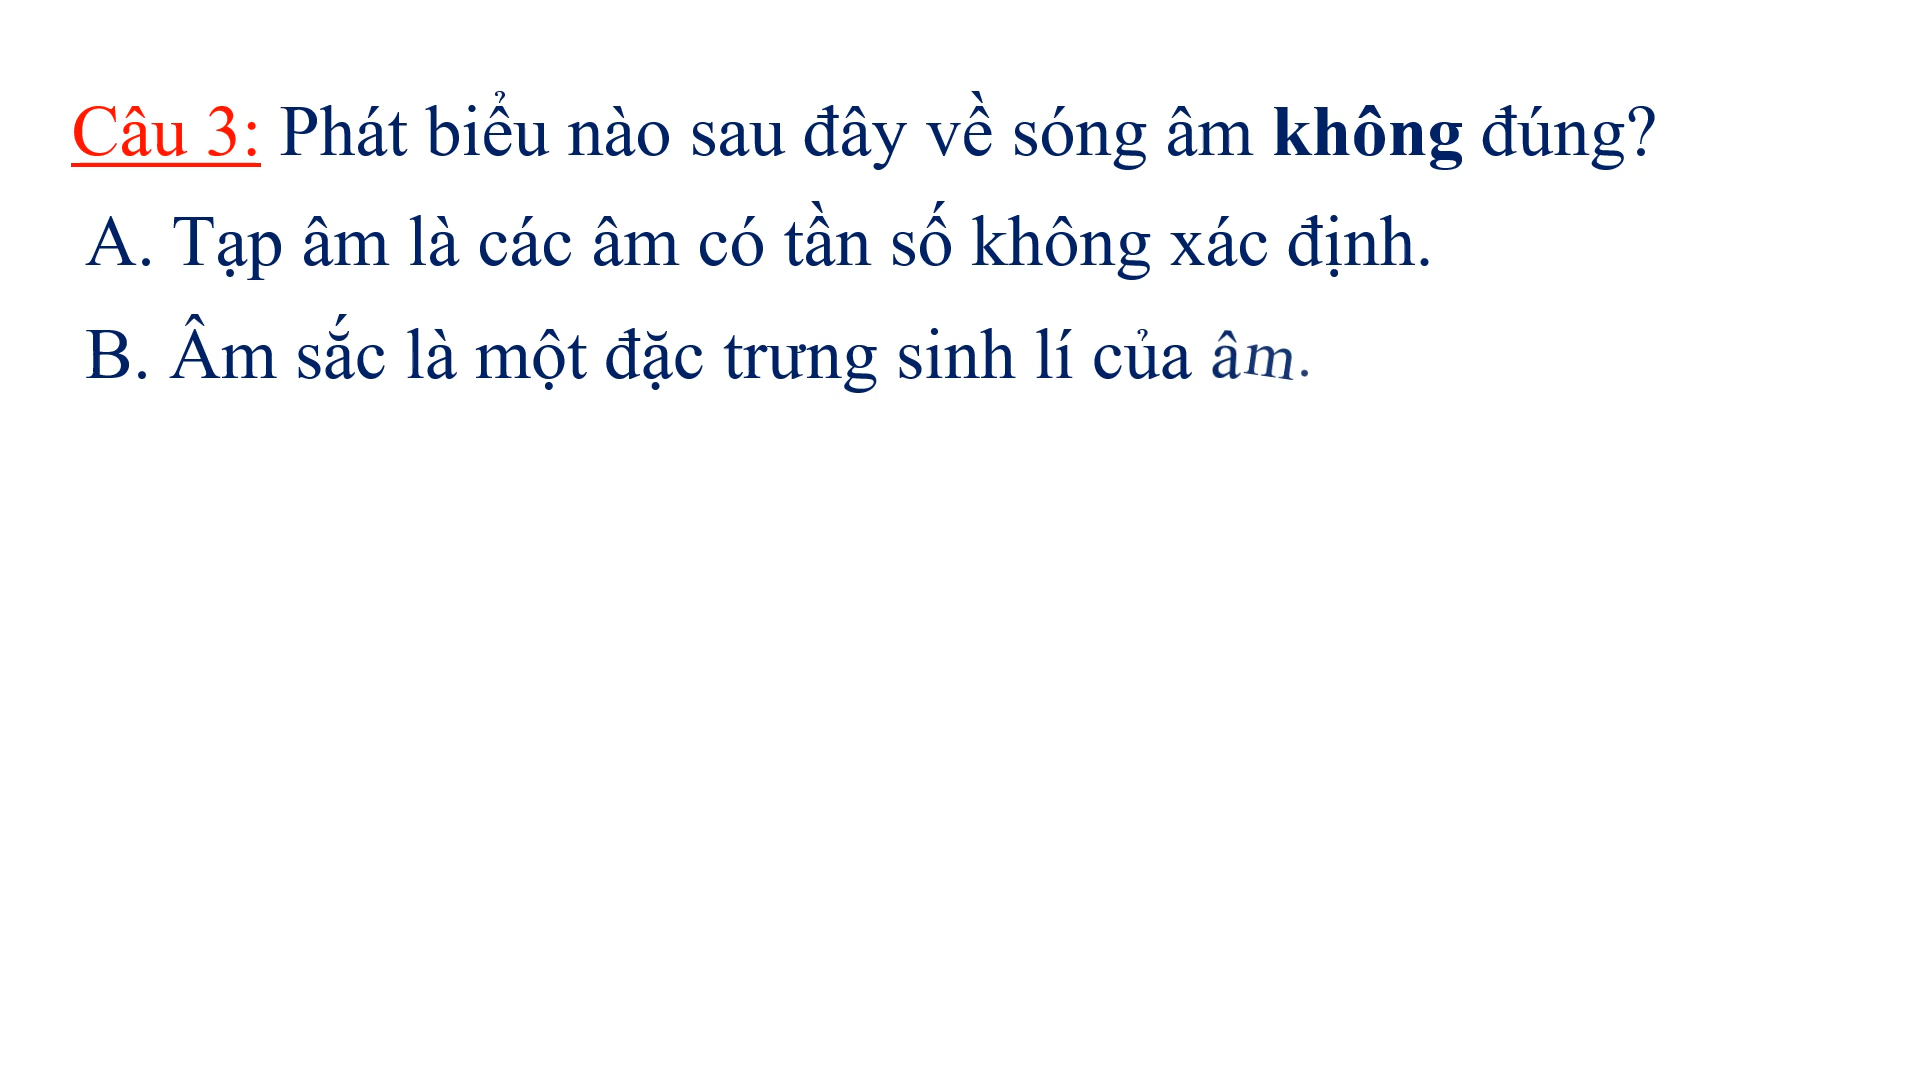 Câu 3: Phát biểu nào sau đây về sóng âm không đúng?
A. Tạp âm là các âm có tần số không xác định.
B. Âm sắc là một đặc trưng sinh lí của âm.